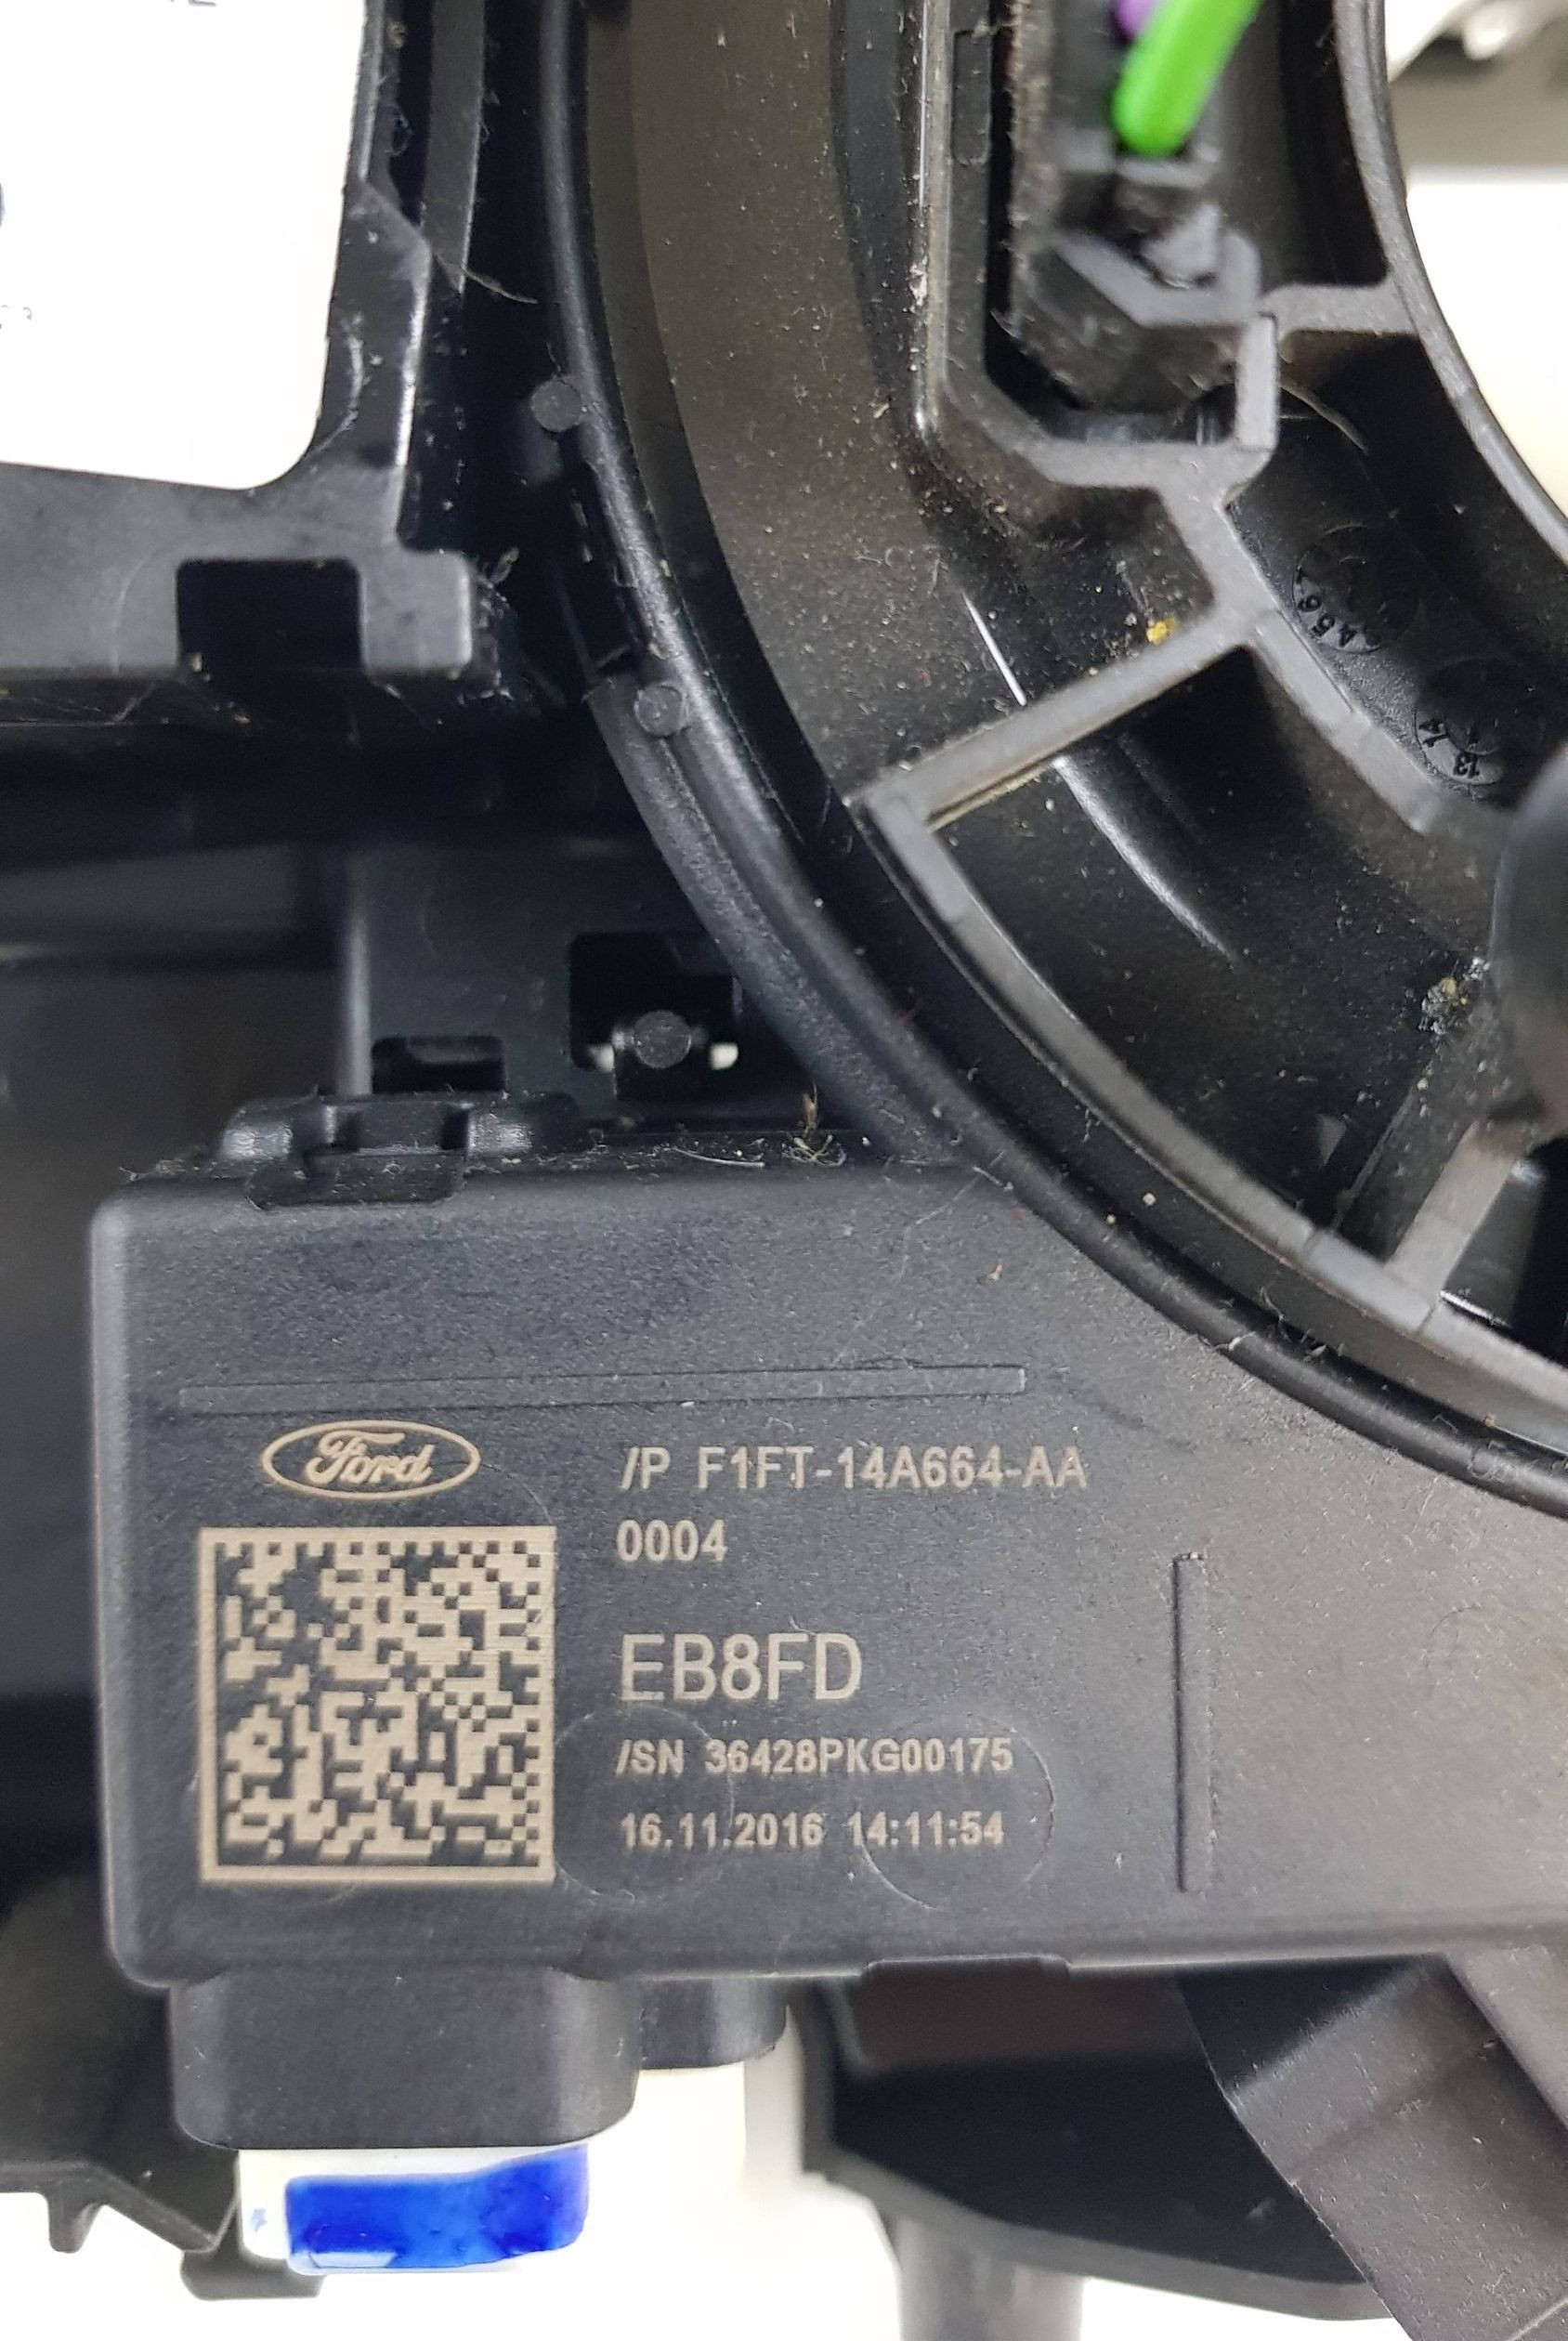 Ford
/P F1FT-14A664-AA
0004
EB8FD
/SN 36428PKG00175
16.11.2016 14:11:54